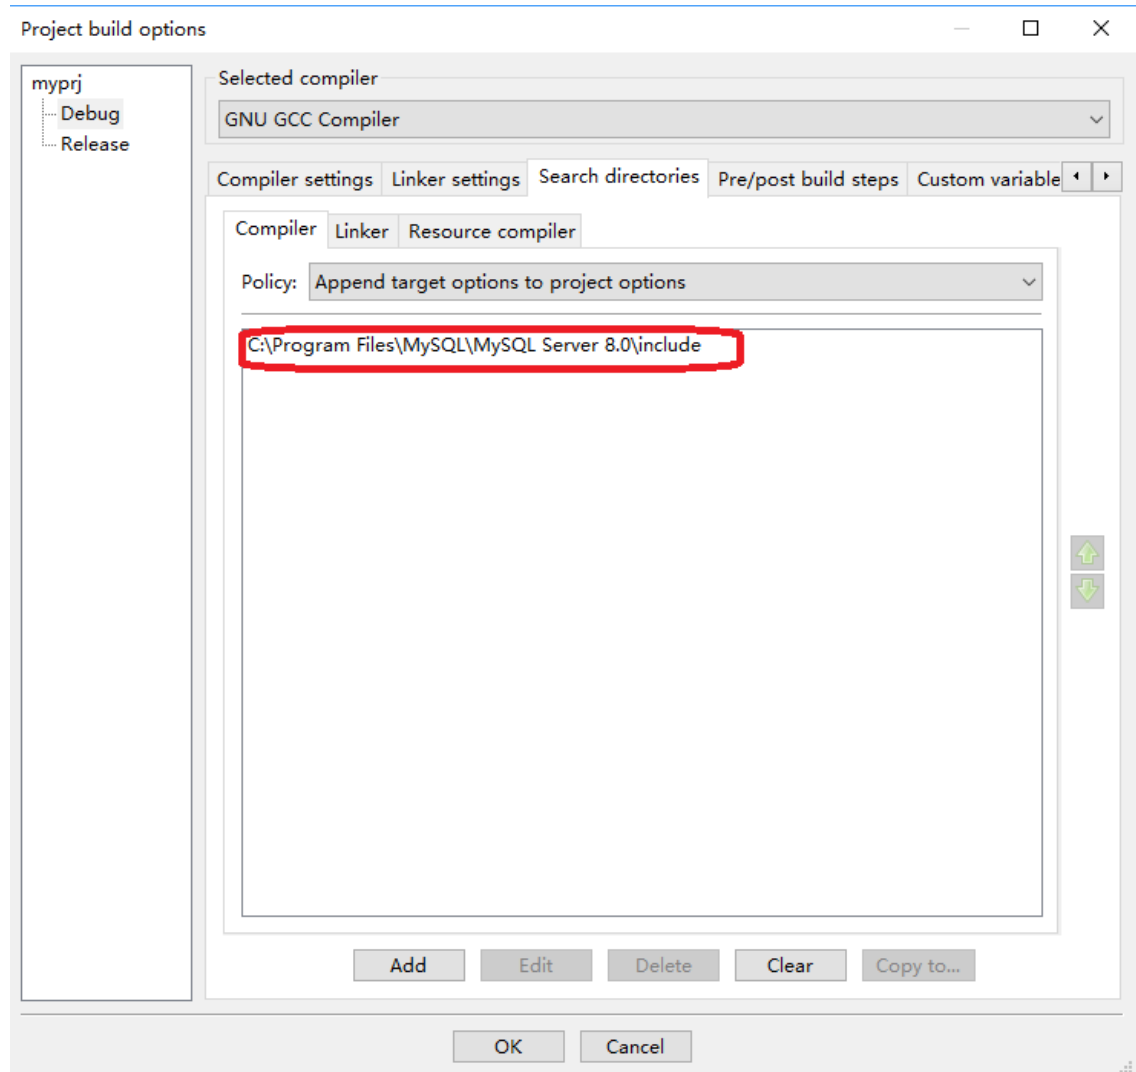 Project build options
myprj
Debug
Release
Selected compiler
GNU GCC Compiler
Compiler settings Linker settings Search directories Pre/post build steps Custom variable
Compiler Linker Resource compiler
Policy: Append target options to project options
C:\Program Files\MySQL\MySQL Server 8.0\include
Add Edit Delete Clear Copy to...
OK Cancel